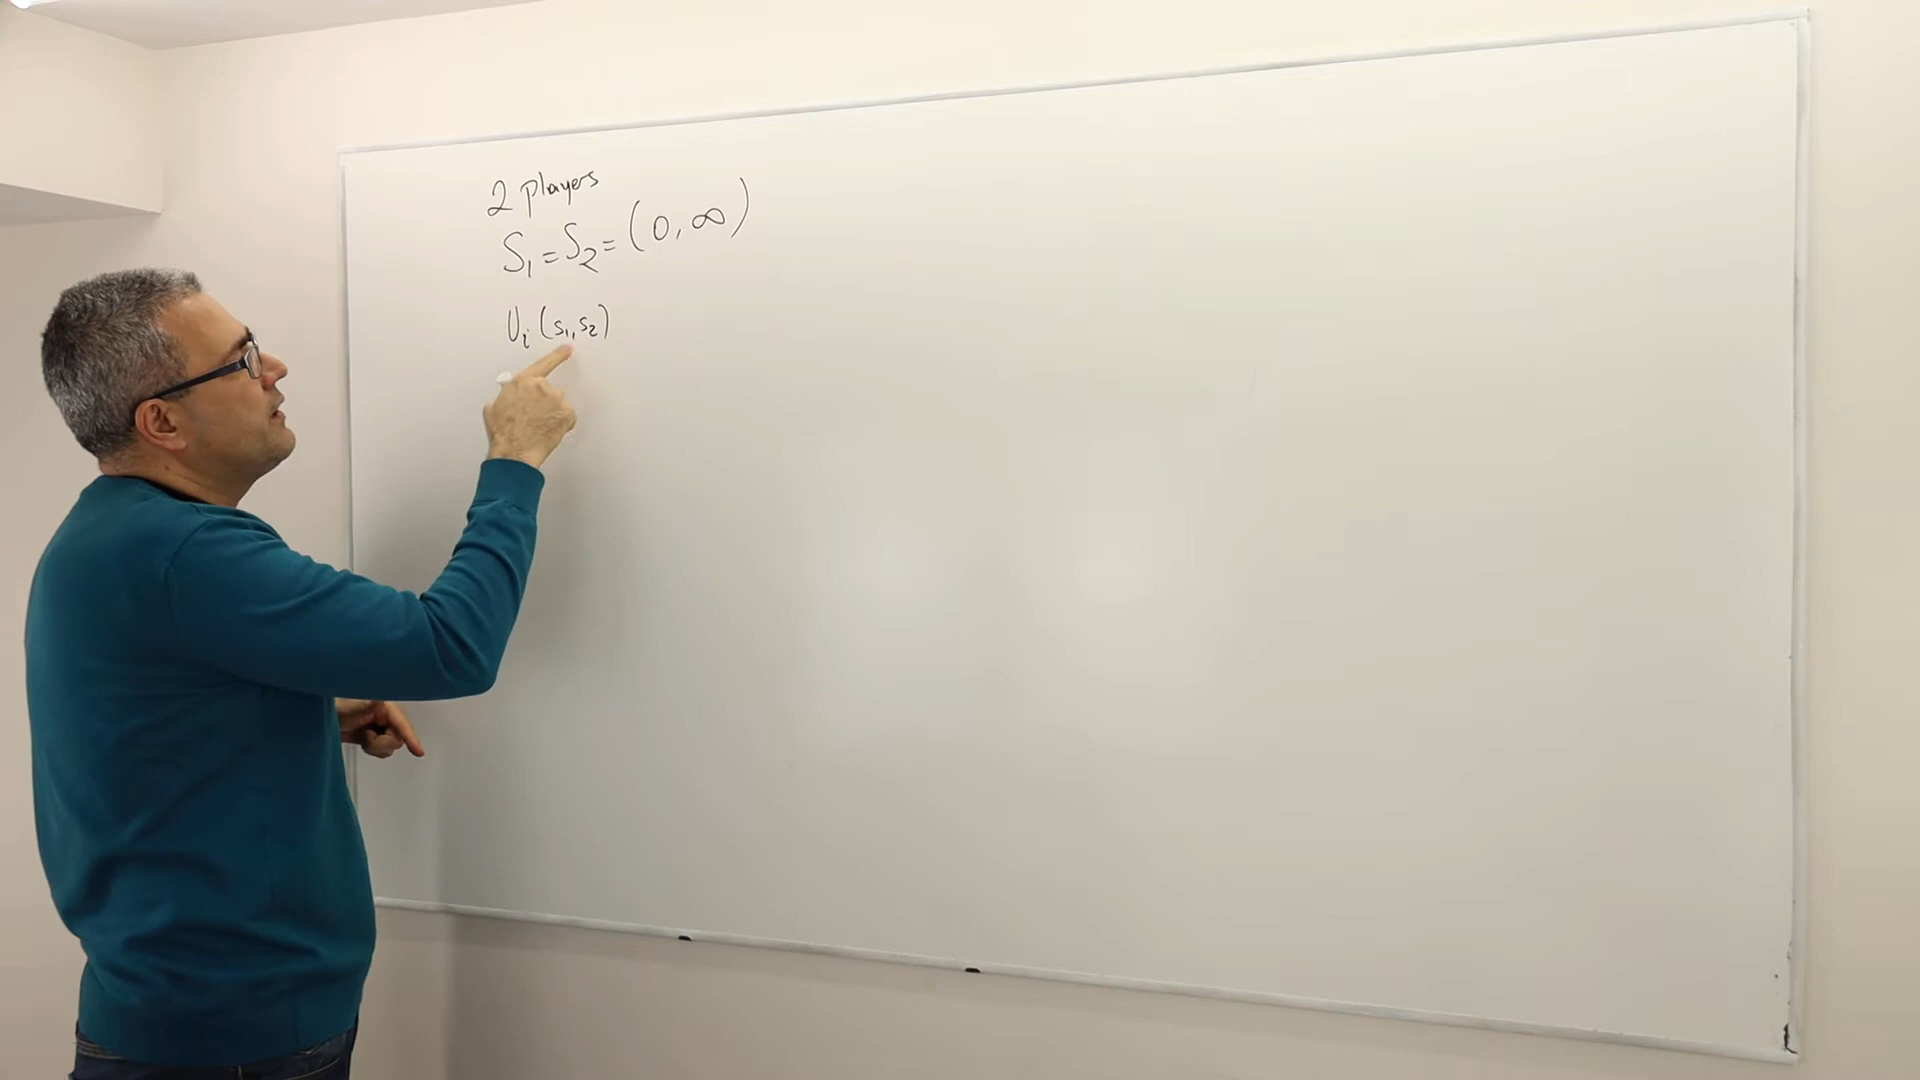 2 players
S₁ = S₂ = (0, ∞)
Uᵢ (s₁, s₂)